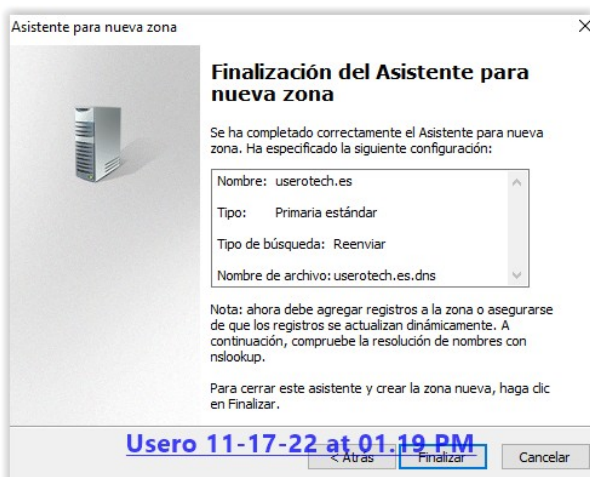 Asistente para nueva zona
Finalización del Asistente para
nueva zona
Se ha completado correctamente el Asistente para nueva
zona. Ha especificado la siguiente configuración:
Nombre: userotech.es
Tipo: Primaria estándar
Tipo de búsqueda: Reenviar
Nombre de archivo: userotech.es.dns
Nota: ahora debe agregar registros a la zona o asegurarse
de que los registros se actualizan dinámicamente. A
continuación, compruebe la resolución de nombres con
nslookup.
Para cerrar este asistente y crear la zona nueva, haga clic
en Finalizar.
Usero 11-17-22 at 01.19 PM
< Atrás Finalizar Cancelar